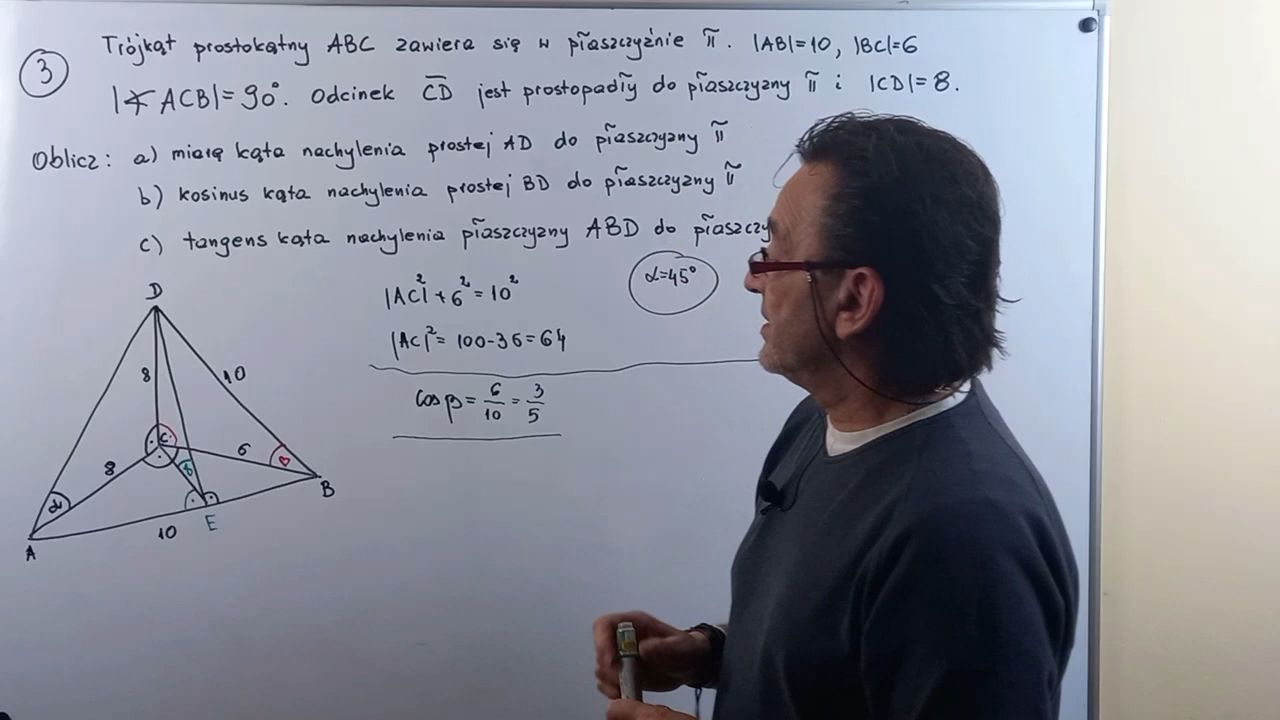 3
Trójkąt prostokątny ABC zawiera się w płaszczyźnie π. |AB|=10, |BC|=6
|∡ ACB|= 90°. Odcinek CD jest prostopadły do płaszczyzny π i |CD|= 8.
Oblicz: a) miarę kąta nachylenia prostej AD do płaszczyzny π
b) kosinus kąta nachylenia prostej BD do płaszczyzny π
c) tangens kąta nachylenia płaszczyzny ABD do płaszczy
|AC|² + 6² = 10²
α=45°
|AC|² = 100-36 = 64
cos β = 6/10 = 3/5
D
8
10
C
8
6
α
β
B
E
10
A